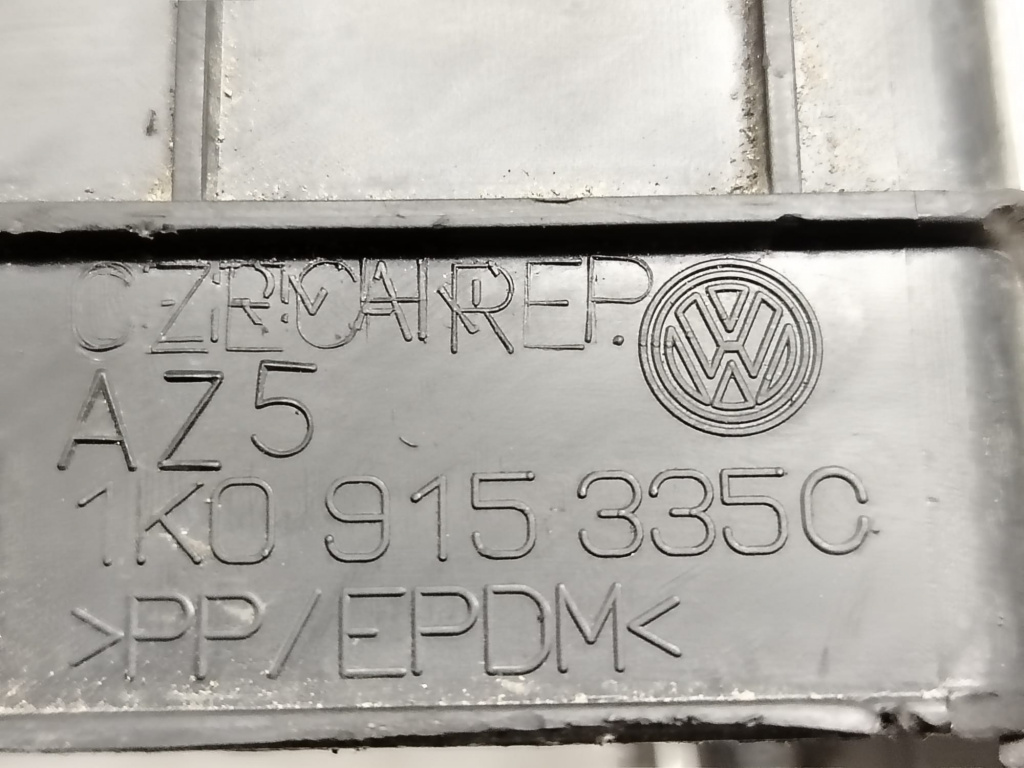 CZECH REP.
AZ5
1K0 915 335C
>PP/EPDM<